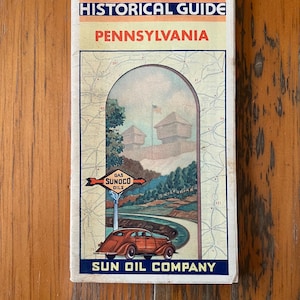 HISTORICAL GUIDE
PENNSYLVANIA
GAS
SUNOCO
OILS
SUN OIL COMPANY